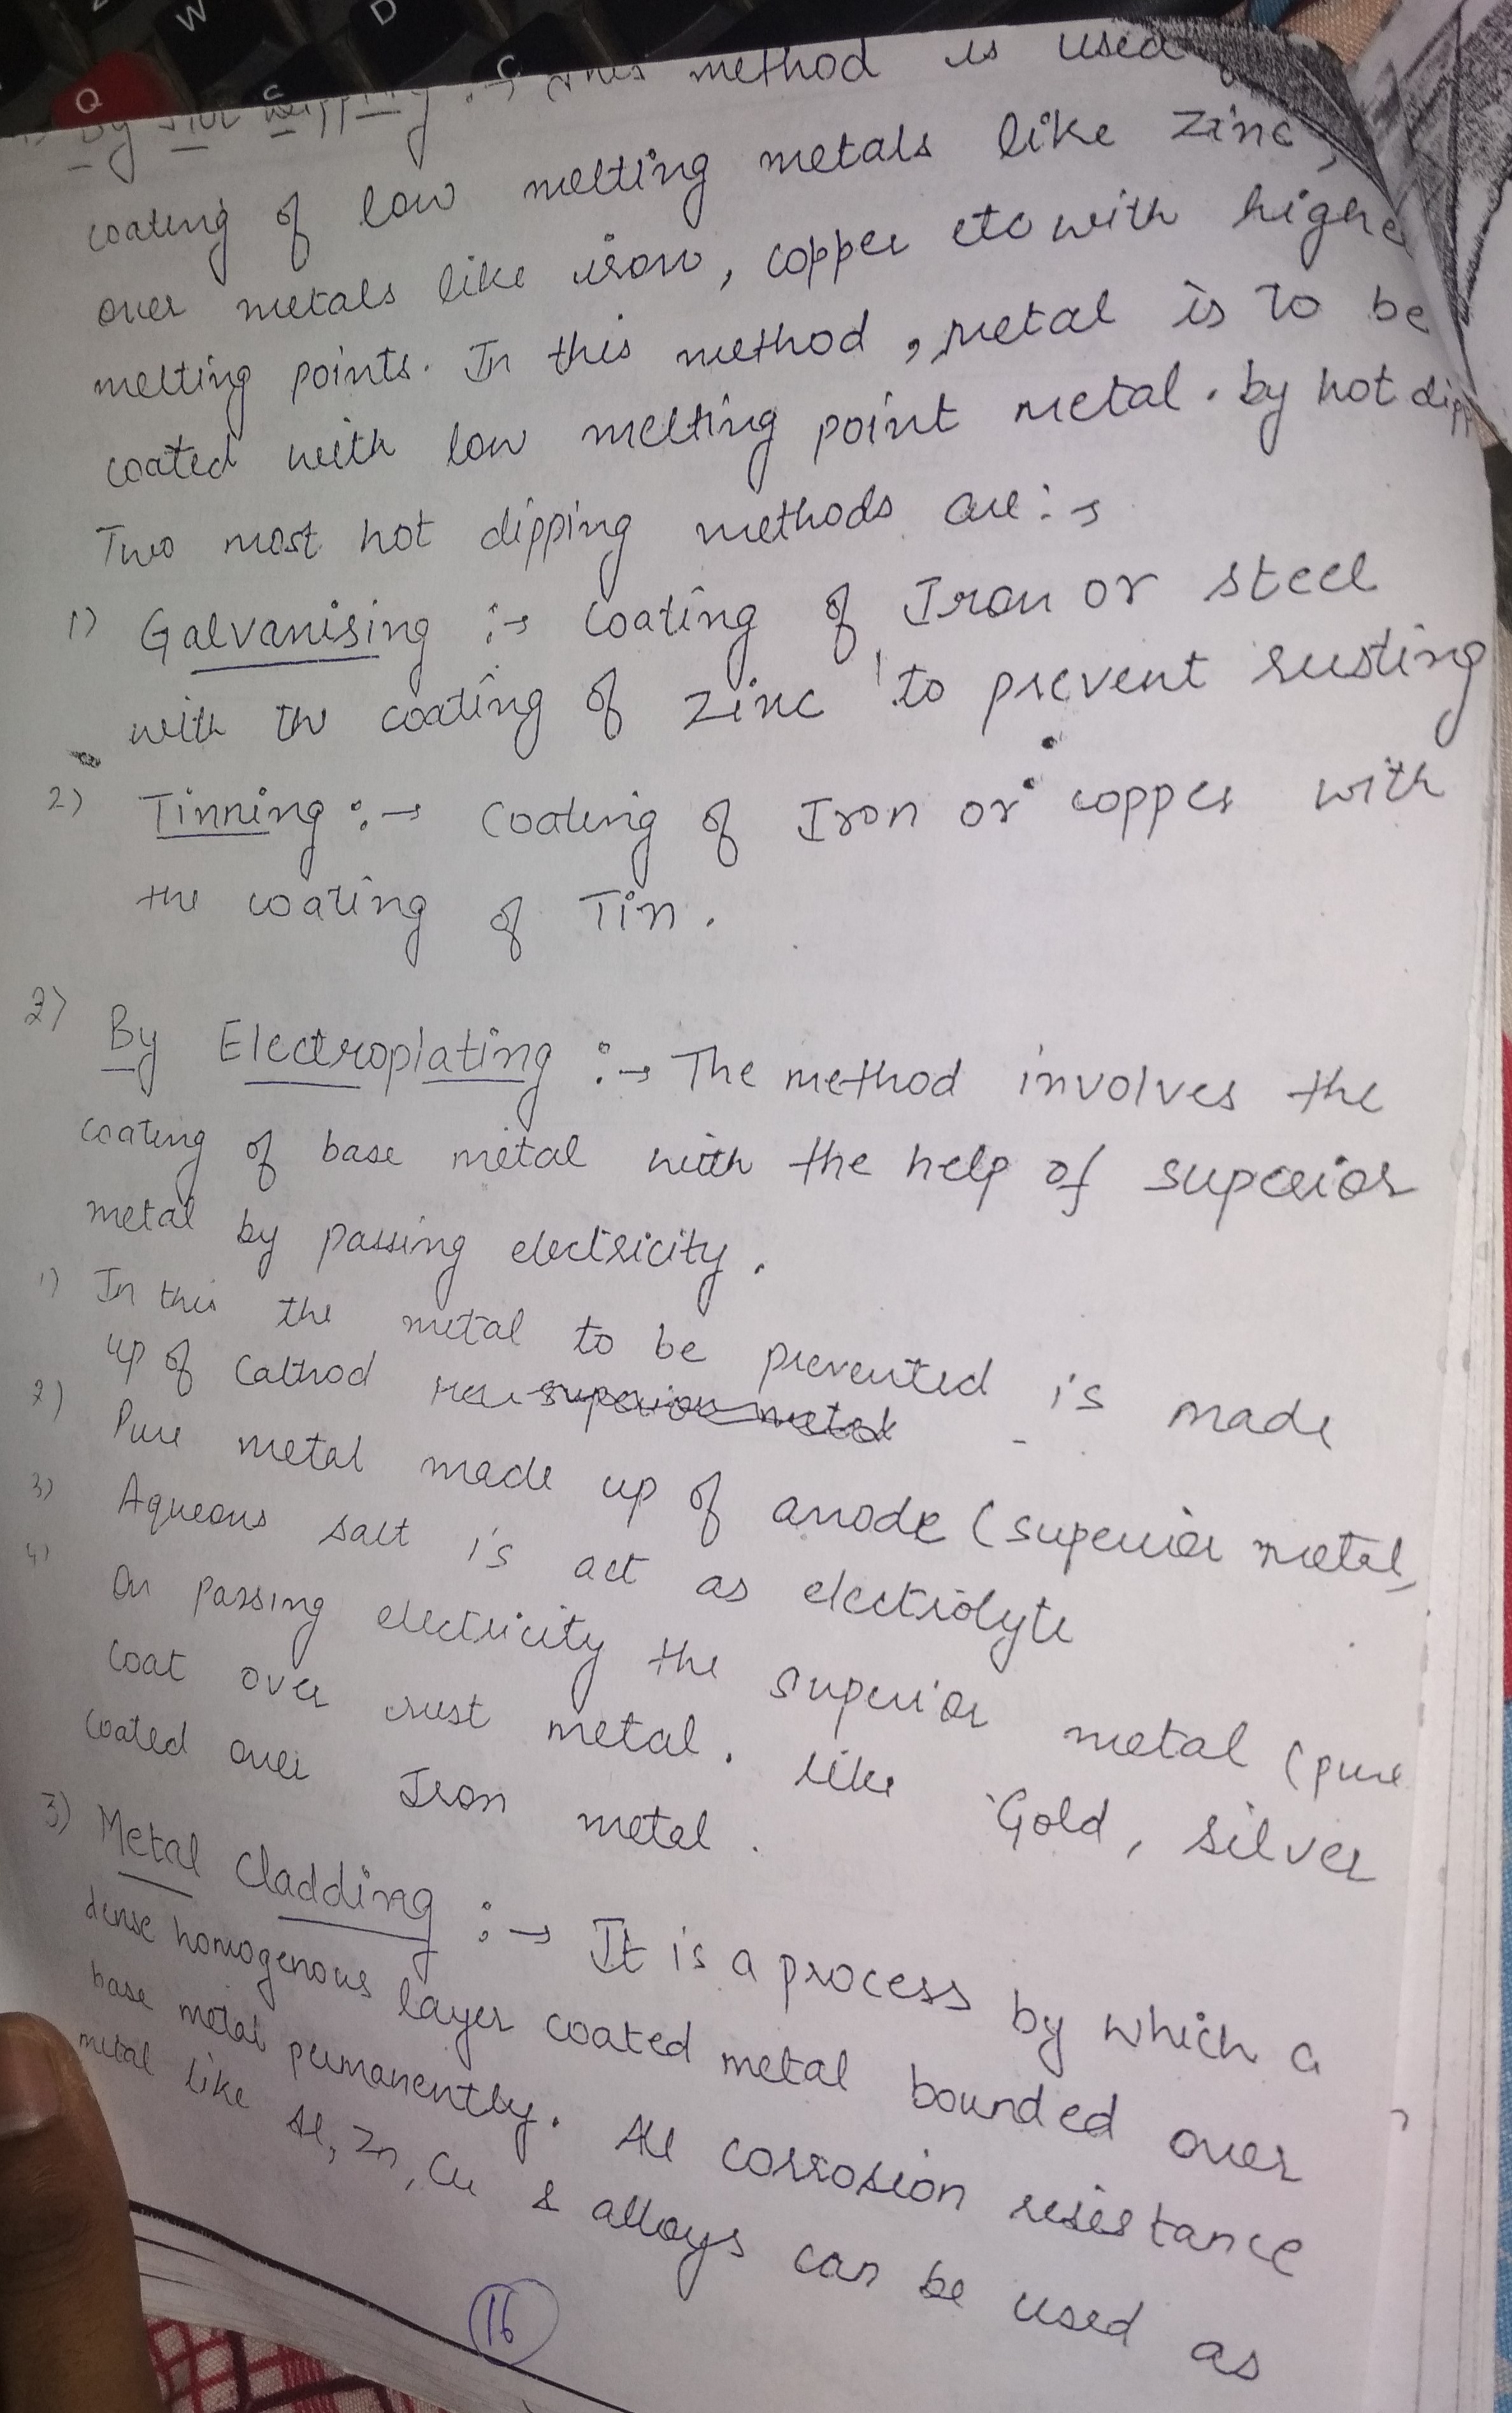 1) By Hot Dipping :→ This method is used
coating of low melting metals like zinc,
over metals like iron, copper etc with highe
melting points. In this method, metal is to be
coated with low melting point metal. by hot dipp
Two most hot dipping methods are :→
1) Galvanising :→ coating of Iron or steel
with the coating of zinc to prevent rusting
2) Tinning :→ Coating of Iron or copper with
the coating of Tin.
2) By Electroplating :→ The method involves the
coating of base metal with the help of superior
metal by passing electricity.
1) In this the metal to be prevented is made
up of Cathod superior metal
2) Pure metal made up of anode (superior metal)
3) Aqueous salt is act as electrolyte
4) On passing electricity the superior metal (pure
coat over rust metal. like Gold, silver
coated over Iron metal.
3) Metal Cladding :→ It is a process by which a
dense homogenous layer coated metal bounded over
base metal permanently. All corrosion resistance
metal like Al, Zn, Cu & alloys can be used as
16
Q
W
D
S
C